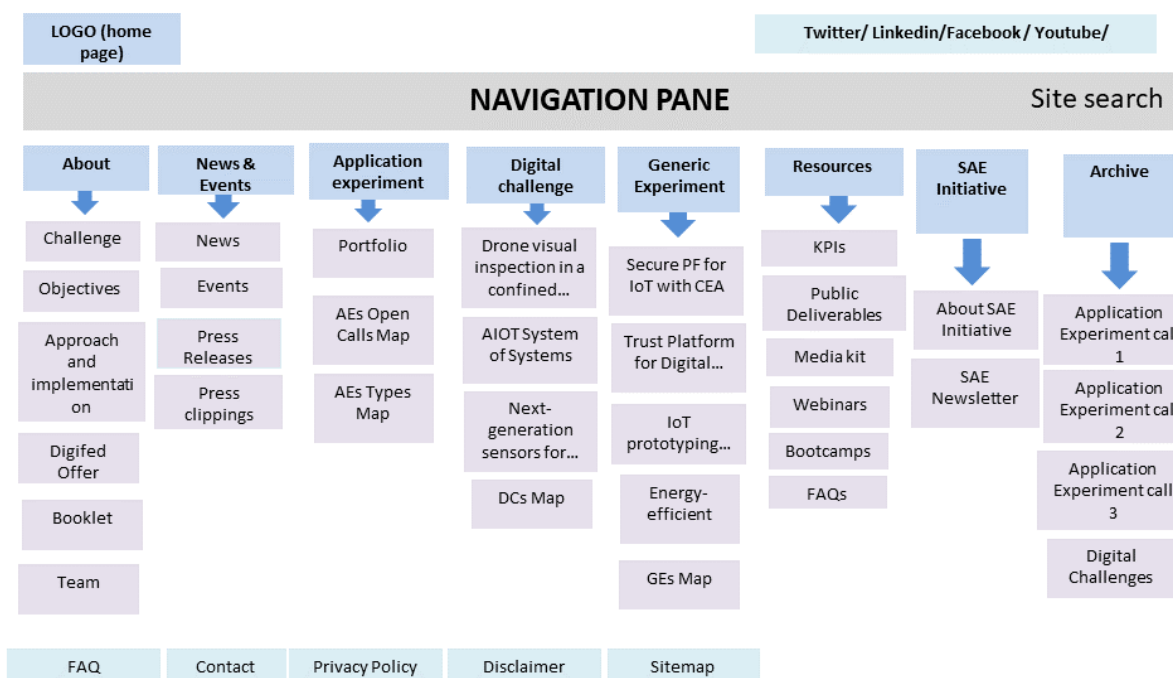 LOGO (home
page)
Twitter/ Linkedin/Facebook / Youtube/
NAVIGATION PANE
Site search
About
Challenge
Objectives
Approach
and
implementati
on
Digifed
Offer
Booklet
Team
News &
Events
News
Events
Press
Releases
Press
clippings
Application
experiment
Portfolio
AEs Open
Calls Map
AEs Types
Map
Digital
challenge
Drone visual
inspection in a
confined...
AIOT System
of Systems
Next-
generation
sensors for...
DCs Map
Generic
Experiment
Secure PF for
IoT with CEA
Trust Platform
for Digital...
IoT
prototyping...
Energy-
efficient
GEs Map
Resources
KPIs
Public
Deliverables
Media kit
Webinars
Bootcamps
FAQs
SAE
Initiative
About SAE
Initiative
SAE
Newsletter
Archive
Application
Experiment call
1
Application
Experiment call
2
Application
Experiment call
3
Digital
Challenges
FAQ
Contact
Privacy Policy
Disclaimer
Sitemap